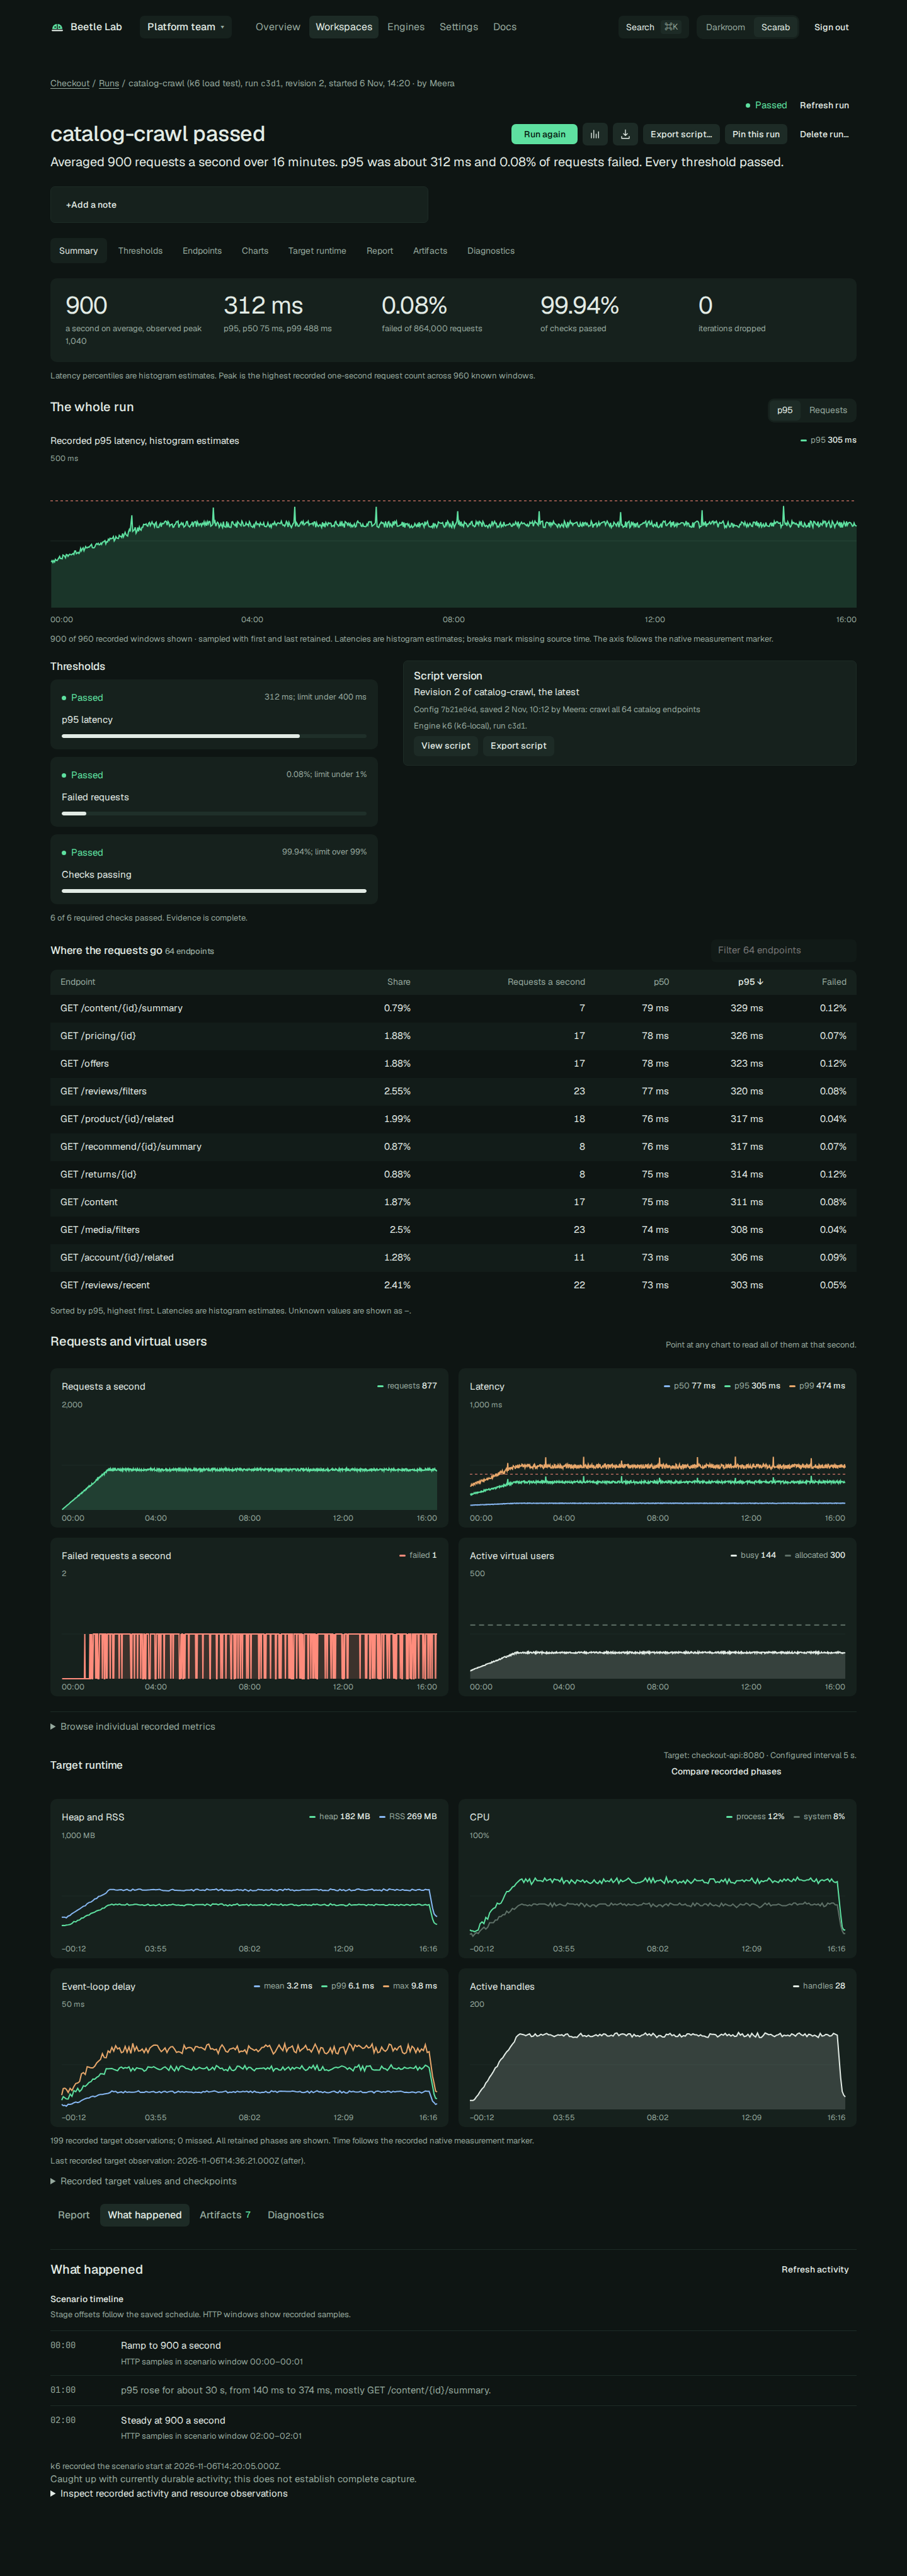 Beetle Lab Platform team Overview Workspaces Engines Settings Docs Search ⌘K Darkroom Scarab Sign out
Checkout / Runs / catalog-crawl (k6 load test), run c3d1, revision 2, started 6 Nov, 14:20 · by Meera
Passed Refresh run
catalog-crawl passed
Run again Export script... Pin this run Delete run...
Averaged 900 requests a second over 16 minutes. p95 was about 312 ms and 0.08% of requests failed. Every threshold passed.
+Add a note
Summary Thresholds Endpoints Charts Target runtime Report Artifacts Diagnostics
900 312 ms 0.08% 99.94% 0
a second on average, observed peak 1,040 p95, p50 75 ms, p99 488 ms failed of 864,000 requests of checks passed iterations dropped
Latency percentiles are histogram estimates. Peak is the highest recorded one-second request count across 960 known windows.
The whole run p95 Requests
Recorded p95 latency, histogram estimates p95 305 ms
500 ms
00:00 04:00 08:00 12:00 16:00
900 of 960 recorded windows shown · sampled with first and last retained. Latencies are histogram estimates; breaks mark missing source time. The axis follows the native measurement marker.
Thresholds
Passed 312 ms; limit under 400 ms
p95 latency
Passed 0.08%; limit under 1%
Failed requests
Passed 99.94%; limit over 99%
Checks passing
6 of 6 required checks passed. Evidence is complete.
Script version
Revision 2 of catalog-crawl, the latest
Config 7b21e04d, saved 2 Nov, 10:12 by Meera: crawl all 64 catalog endpoints
Engine k6 (k6-local), run c3d1.
View script Export script
Where the requests go 64 endpoints Filter 64 endpoints
Endpoint Share Requests a second p50 p95 ↓ Failed
GET /content/{id}/summary 0.79% 7 79 ms 329 ms 0.12%
GET /pricing/{id} 1.88% 17 78 ms 326 ms 0.07%
GET /offers 1.88% 17 78 ms 323 ms 0.12%
GET /reviews/filters 2.55% 23 77 ms 320 ms 0.08%
GET /product/{id}/related 1.99% 18 76 ms 317 ms 0.04%
GET /recommend/{id}/summary 0.87% 8 76 ms 317 ms 0.07%
GET /returns/{id} 0.88% 8 75 ms 314 ms 0.12%
GET /content 1.87% 17 75 ms 311 ms 0.08%
GET /media/filters 2.5% 23 74 ms 308 ms 0.04%
GET /account/{id}/related 1.28% 11 73 ms 306 ms 0.09%
GET /reviews/recent 2.41% 22 73 ms 303 ms 0.05%
Sorted by p95, highest first. Latencies are histogram estimates. Unknown values are shown as –.
Requests and virtual users Point at any chart to read all of them at that second.
Requests a second requests 877
2,000
00:00 04:00 08:00 12:00 16:00
Latency p50 77 ms p95 305 ms p99 474 ms
1,000 ms
00:00 04:00 08:00 12:00 16:00
Failed requests a second failed 1
2
00:00 04:00 08:00 12:00 16:00
Active virtual users busy 144 allocated 300
500
00:00 04:00 08:00 12:00 16:00
Browse individual recorded metrics
Target runtime Target: checkout-api:8080 · Configured interval 5 s.
Compare recorded phases
Heap and RSS heap 182 MB RSS 269 MB
1,000 MB
−00:12 03:55 08:02 12:09 16:16
CPU process 12% system 8%
100%
−00:12 03:55 08:02 12:09 16:16
Event-loop delay mean 3.2 ms p99 6.1 ms max 9.8 ms
50 ms
−00:12 03:55 08:02 12:09 16:16
Active handles handles 28
200
−00:12 03:55 08:02 12:09 16:16
199 recorded target observations; 0 missed. All retained phases are shown. Time follows the recorded native measurement marker.
Last recorded target observation: 2026-11-06T14:36:21.000Z (after).
Recorded target values and checkpoints
Report What happened Artifacts 7 Diagnostics
What happened Refresh activity
Scenario timeline
Stage offsets follow the saved schedule. HTTP windows show recorded samples.
00:00 Ramp to 900 a second
HTTP samples in scenario window 00:00–00:01
01:00 p95 rose for about 30 s, from 140 ms to 374 ms, mostly GET /content/{id}/summary.
02:00 Steady at 900 a second
HTTP samples in scenario window 02:00–02:01
k6 recorded the scenario start at 2026-11-06T14:20:05.000Z.
Caught up with currently durable activity; this does not establish complete capture.
Inspect recorded activity and resource observations